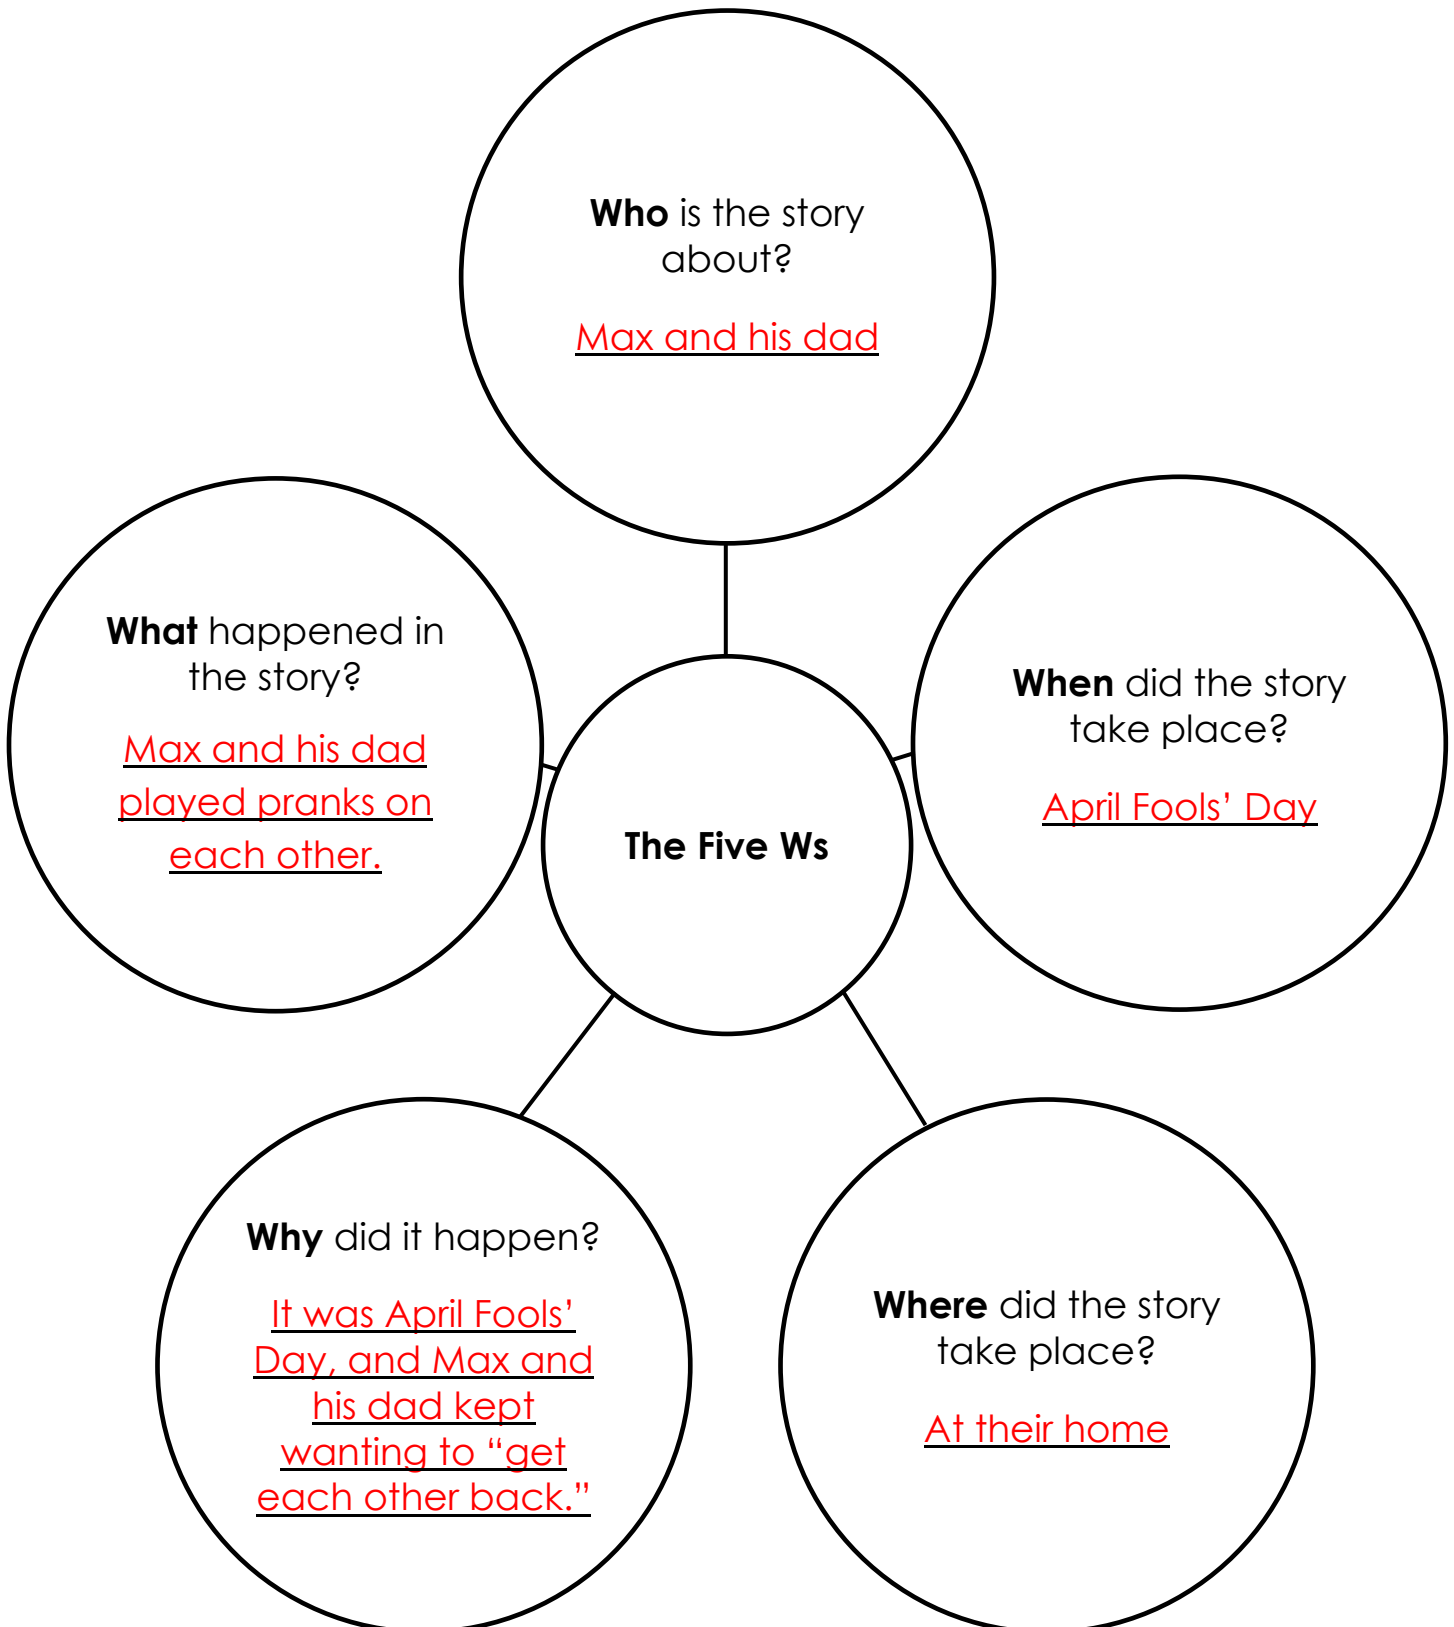 Who is the story
about?
Max and his dad
What happened in
the story?
Max and his dad
played pranks on
each other.
When did the story
take place?
April Fools’ Day
The Five Ws
Why did it happen?
It was April Fools’
Day, and Max and
his dad kept
wanting to “get
each other back.”
Where did the story
take place?
At their home